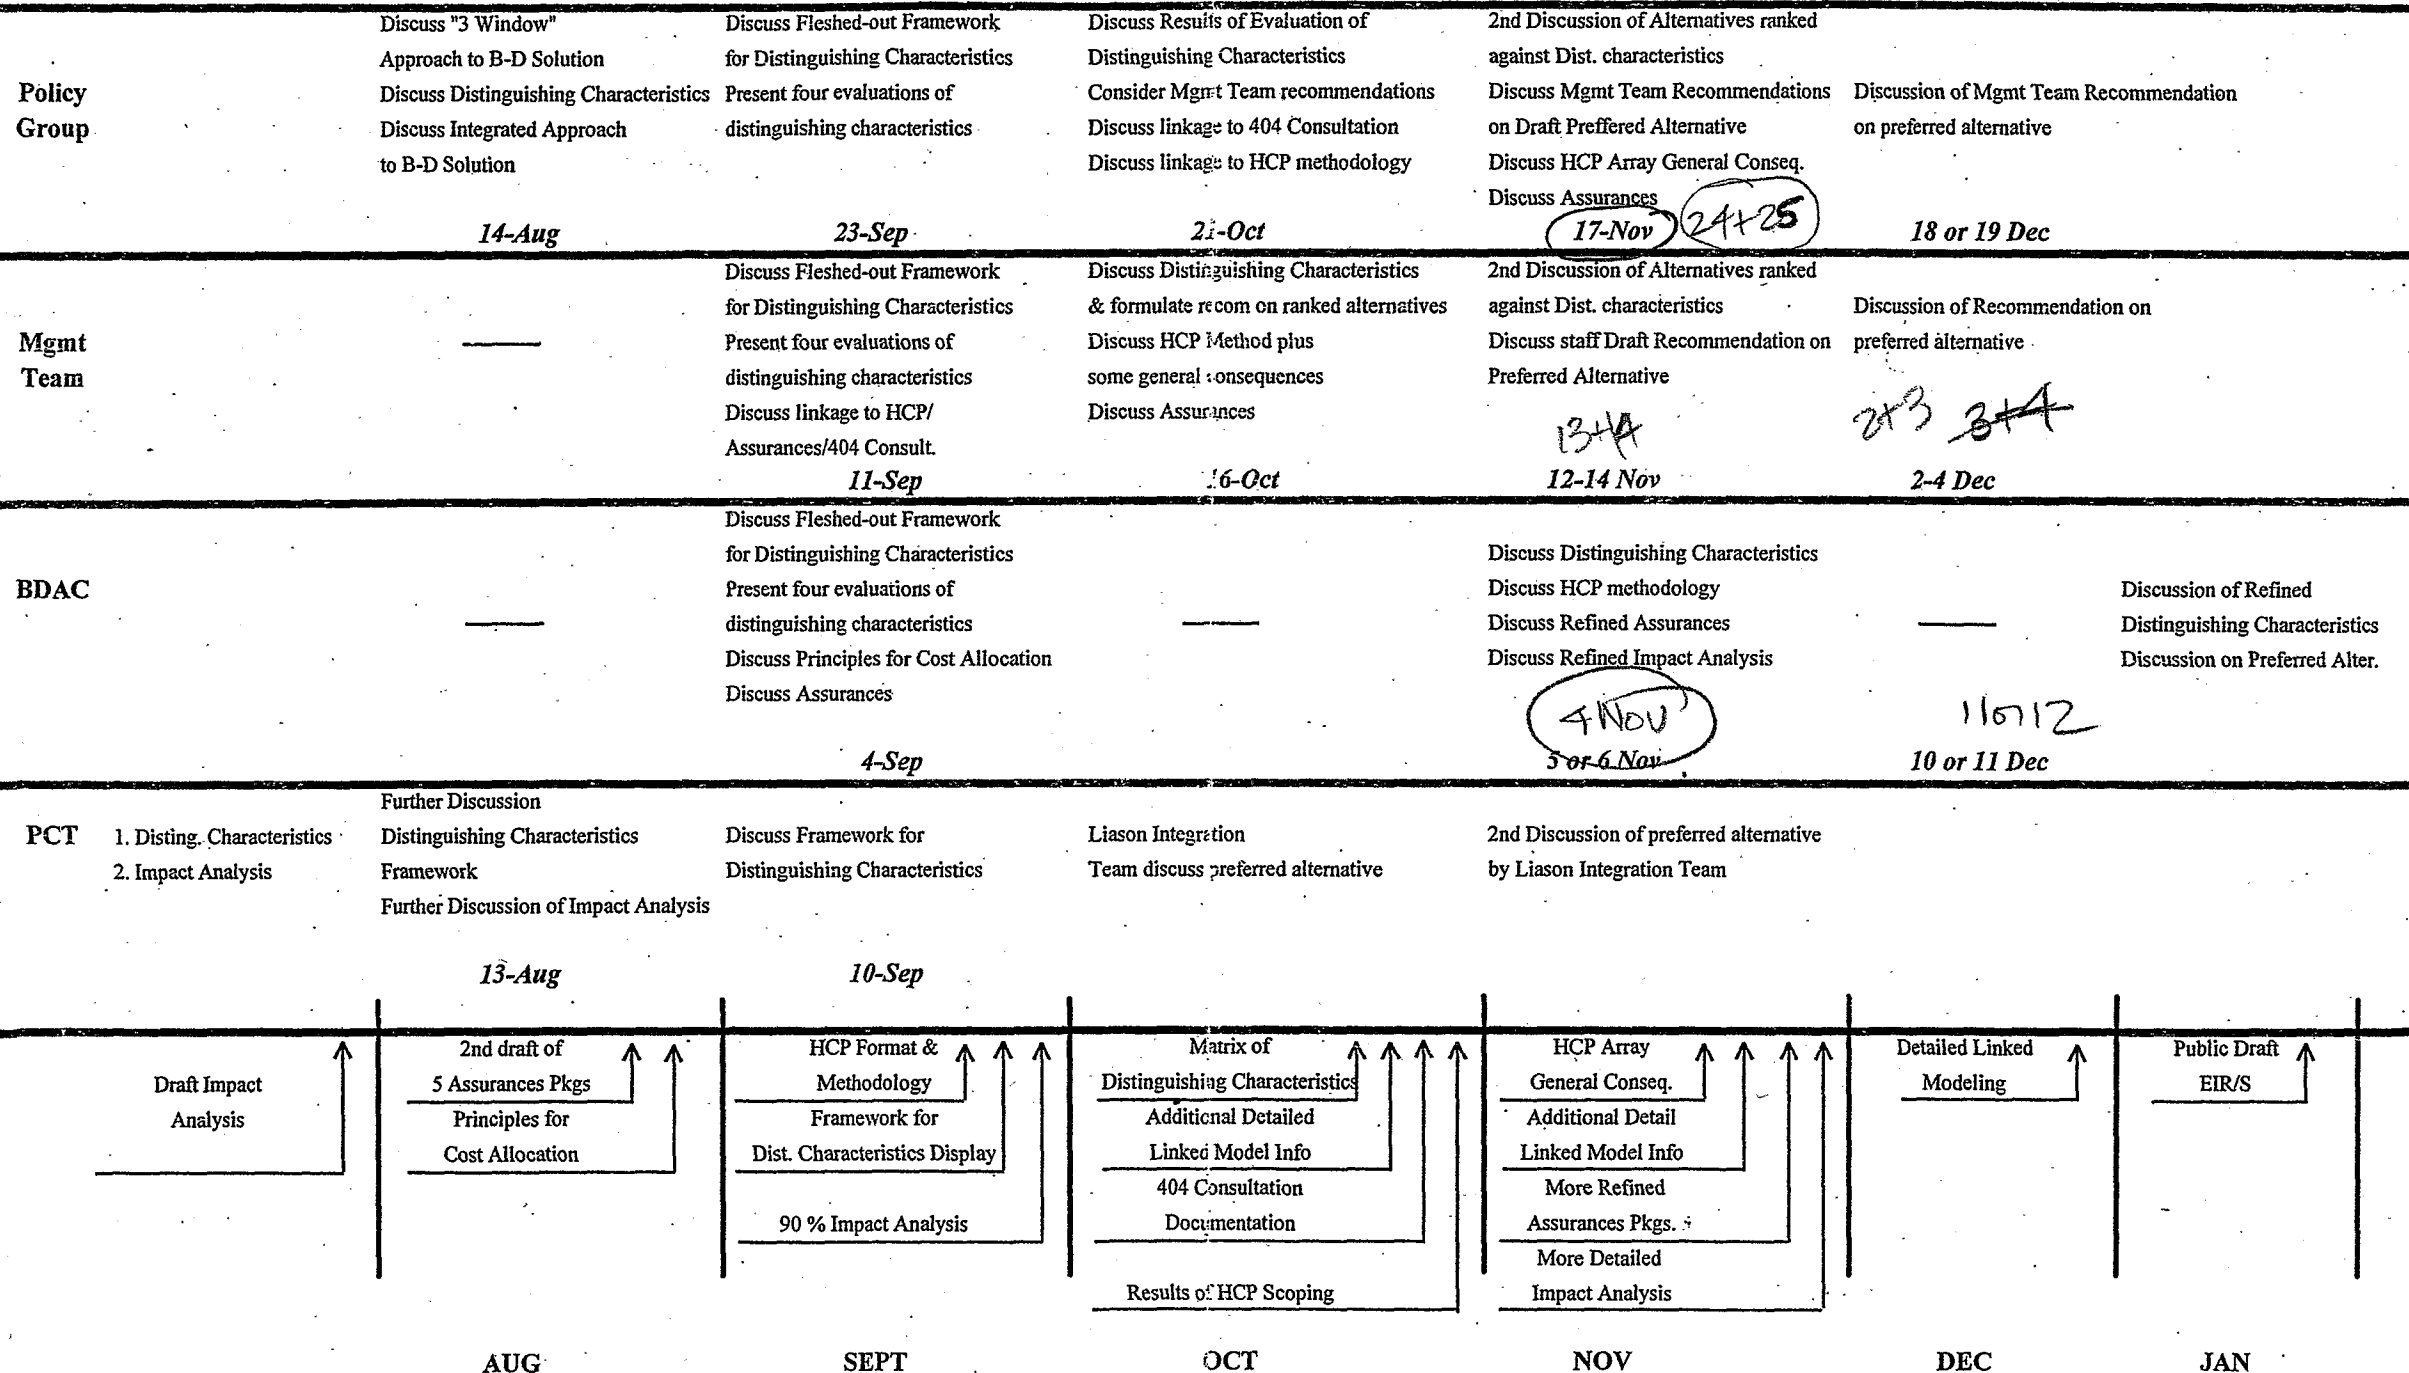 Policy
Group
Discuss "3 Window"
Approach to B-D Solution
Discuss Distinguishing Characteristics
Discuss Integrated Approach
to B-D Solution
14-Aug
Discuss Fleshed-out Framework
for Distinguishing Characteristics
Present four evaluations of
distinguishing characteristics
23-Sep
Discuss Results of Evaluation of
Distinguishing Characteristics
Consider Mgmt Team recommendations
Discuss linkage to 404 Consultation
Discuss linkage to HCP methodology
-Oct
2nd Discussion of Alternatives ranked
against Dist. characteristics
Discuss Mgmt Team Recommendations
on Draft Preffered Alternative
Discuss HCP Array General Conseq.
Discuss Assurances
17-Nov
24+25
Discussion of Mgmt Team Recommendation
on preferred alternative
18 or 19 Dec
Mgmt
Team
Discuss Fleshed-out Framework
for Distinguishing Characteristics
Present four evaluations of
distinguishing characteristics
Discuss linkage to HCP/
Assurances/404 Consult.
11-Sep
Discuss Distinguishing Characteristics
& formulate recom on ranked alternatives
Discuss HCP Method plus
some general consequences
Discuss Assurances
16-Oct
2nd Discussion of Alternatives ranked
against Dist. characteristics
Discuss staff Draft Recommendation on
Preferred Alternative
13+14
12-14 Nov
Discussion of Recommendation on
preferred alternative
2+3 3+4
2-4 Dec
BDAC
Discuss Fleshed-out Framework
for Distinguishing Characteristics
Present four evaluations of
distinguishing characteristics
Discuss Principles for Cost Allocation
Discuss Assurances
4-Sep
Discuss Distinguishing Characteristics
Discuss HCP methodology
Discuss Refined Assurances
Discuss Refined Impact Analysis
4 Nov
5 or 6 Nov
12
10 or 11 Dec
Discussion of Refined
Distinguishing Characteristics
Discussion on Preferred Alter.
PCT
1. Disting. Characteristics
2. Impact Analysis
Further Discussion
Distinguishing Characteristics
Framework
Further Discussion of Impact Analysis
13-Aug
Discuss Framework for
Distinguishing Characteristics
10-Sep
Liason Integration
Team discuss preferred alternative
2nd Discussion of preferred alternative
by Liason Integration Team
Draft Impact
Analysis
2nd draft of
5 Assurances Pkgs
Principles for
Cost Allocation
HCP Format &
Methodology
Framework for
Dist. Characteristics Display
90 % Impact Analysis
Matrix of
Distinguishing Characteristics
Additional Detailed
Linked Model Info
404 Consultation
Documentation
Results of HCP Scoping
HCP Array
General Conseq.
Additional Detail
Linked Model Info
More Refined
Assurances Pkgs.
More Detailed
Impact Analysis
Detailed Linked
Modeling
Public Draft
EIR/S
AUG
SEPT
OCT
NOV
DEC
JAN